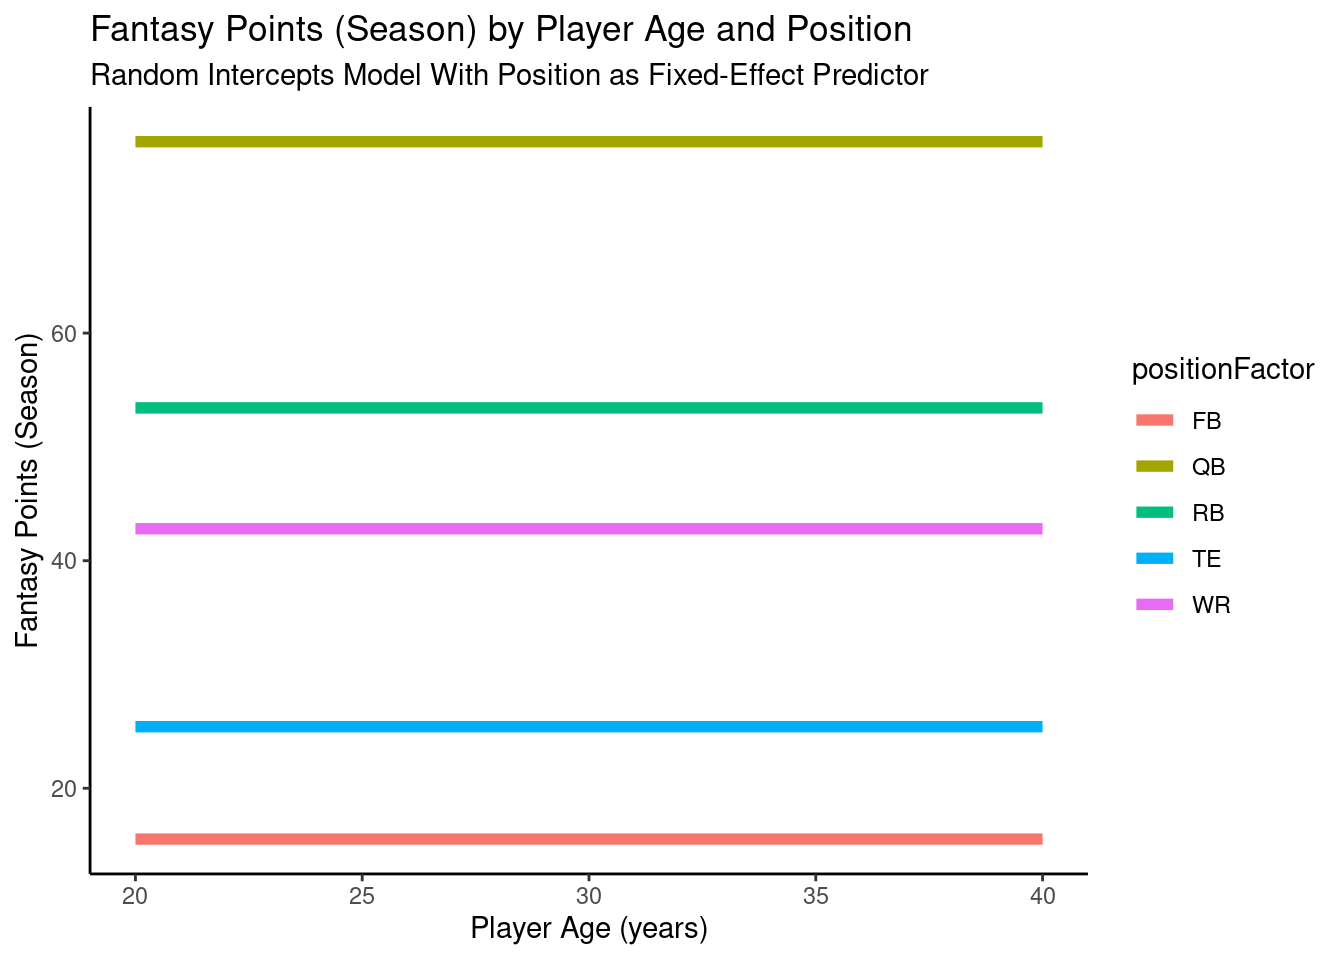 Fantasy Points (Season) by Player Age and Position
Random Intercepts Model With Position as Fixed-Effect Predictor
Fantasy Points (Season)
60
40
20
20 25 30 35 40
Player Age (years)
positionFactor
FB
QB
RB
TE
WR